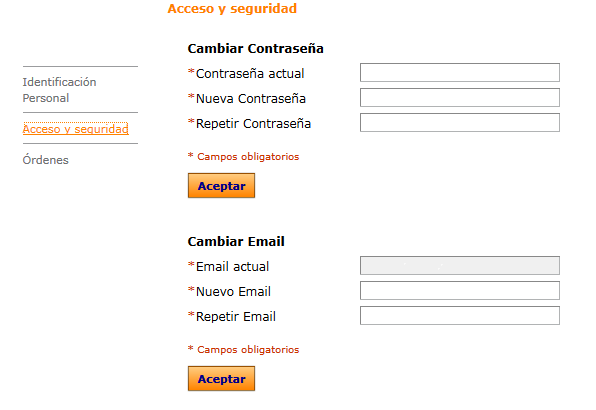 Acceso y seguridad
Identificación
Personal
Acceso y seguridad
Órdenes
Cambiar Contraseña
*Contraseña actual
*Nueva Contraseña
*Repetir Contraseña
* Campos obligatorios
Aceptar
Cambiar Email
*Email actual
*Nuevo Email
*Repetir Email
* Campos obligatorios
Aceptar